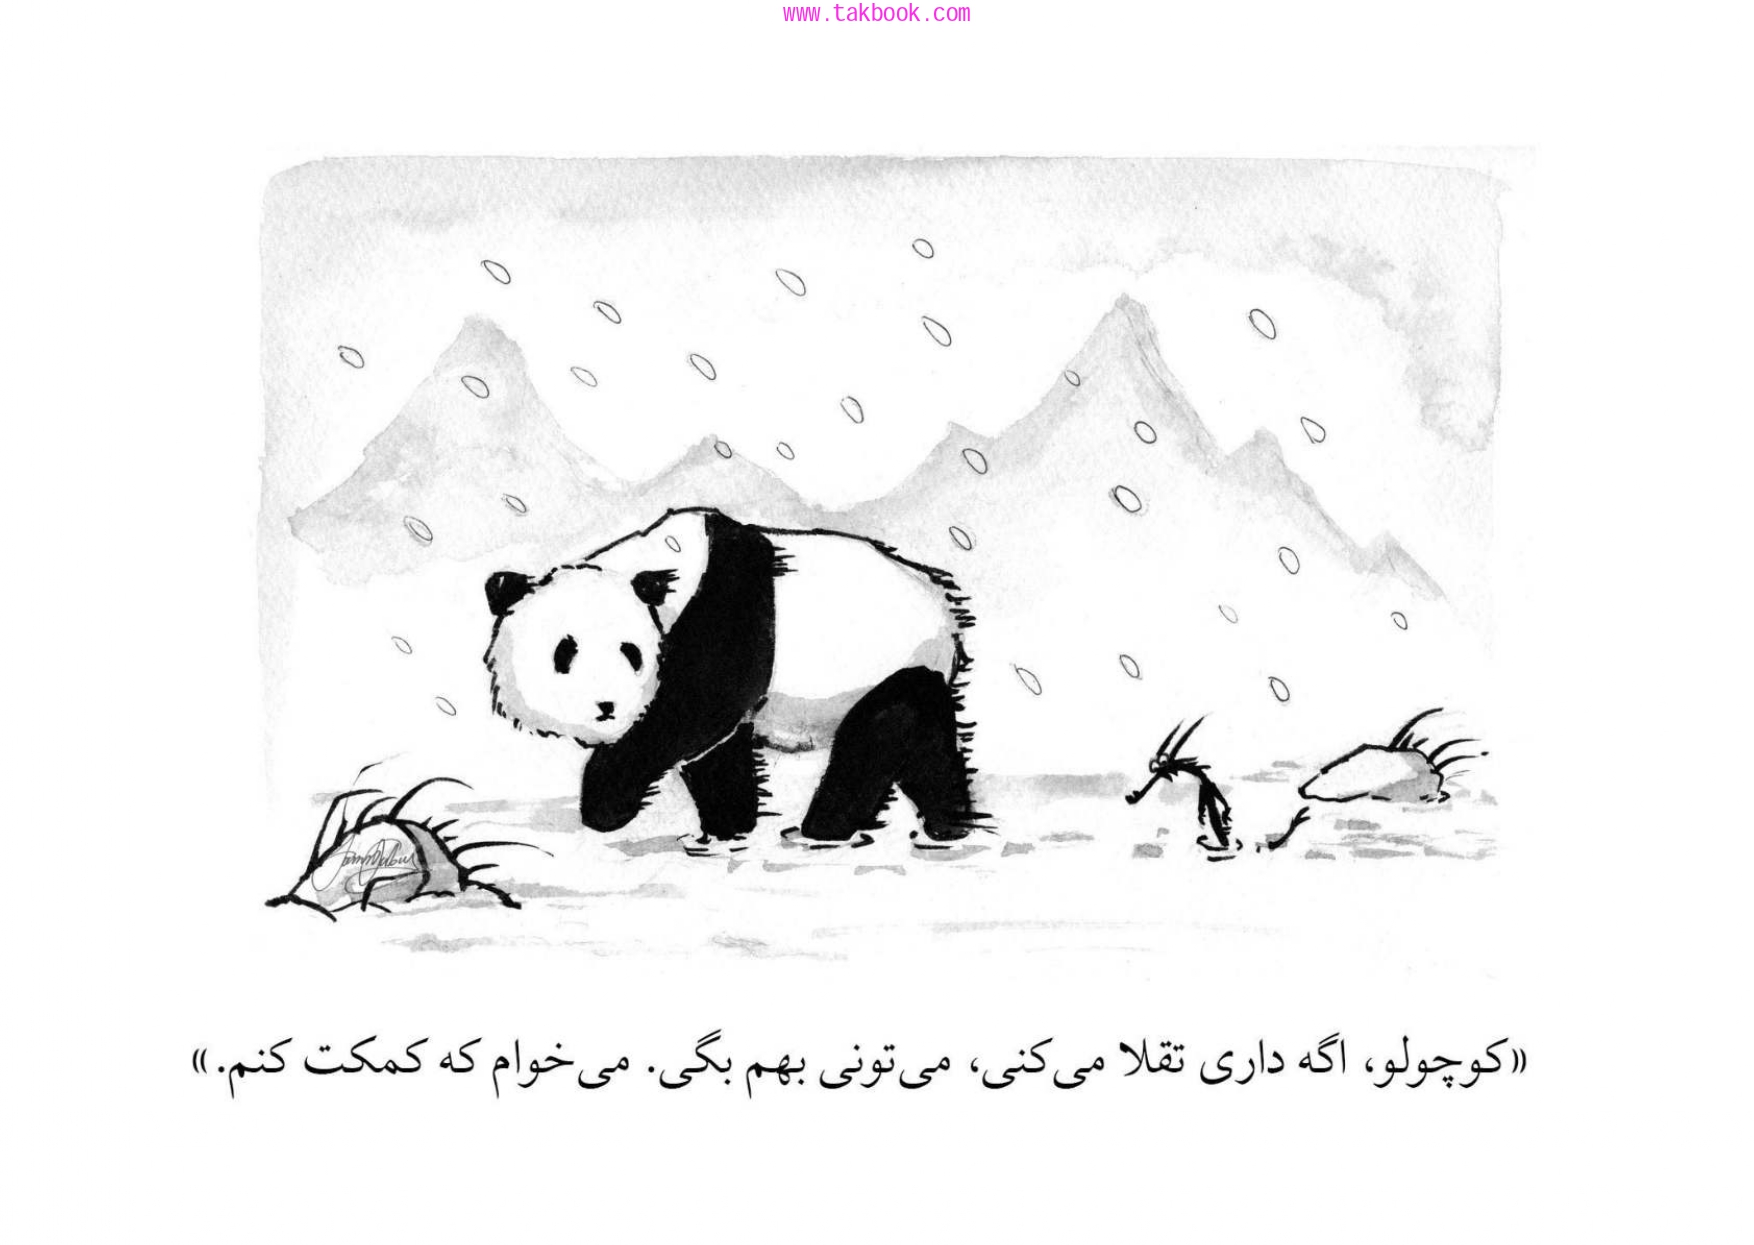 www.takbook.com
«کوچولو، اگه داری تقلا می‌کنی، می‌تونی بهم بگی. می‌خوام که کمکت کنم.»